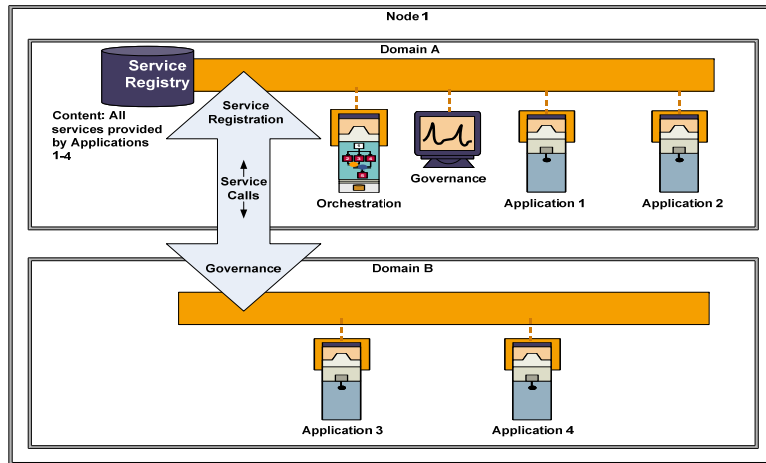 Node 1
Domain A
Service
Registry
Content: All
services provided
by Applications
1-4
Service
Registration
Service
Calls
Governance
Orchestration
Governance
Application 1
Application 2
Domain B
Application 3
Application 4